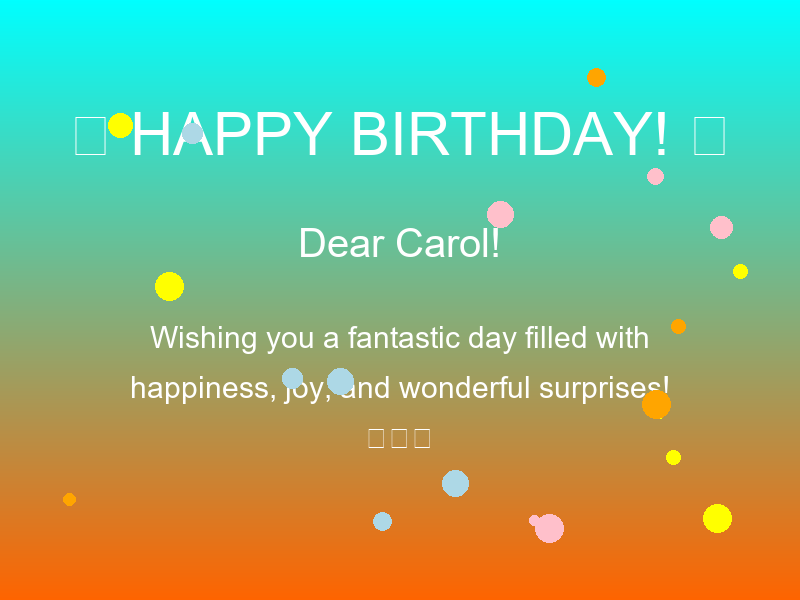 HAPPY BIRTHDAY!
Dear Carol!
Wishing you a fantastic day filled with
happiness, joy, and wonderful surprises!